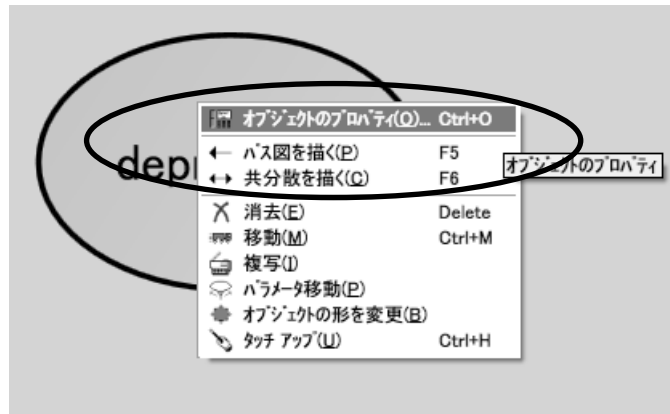 depr
オブジェクトのプロパティ(O)... Ctrl+O
パス図を描く(P) F5
共分散を描く(C) F6
オブジェクトのプロパティ
消去(E) Delete
移動(M) Ctrl+M
複写(I)
パラメータ移動(P)
オブジェクトの形を変更(B)
タッチ アップ(U) Ctrl+H